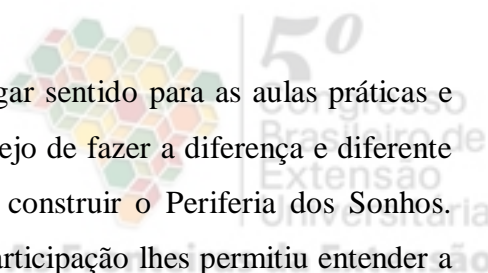 5º
Congresso
Brasileiro de
Extensão
Universitária
gar sentido para as aulas práticas e
ejo de fazer a diferença e diferente
construir o Periferia dos Sonhos.
articipação lhes permitiu entender a